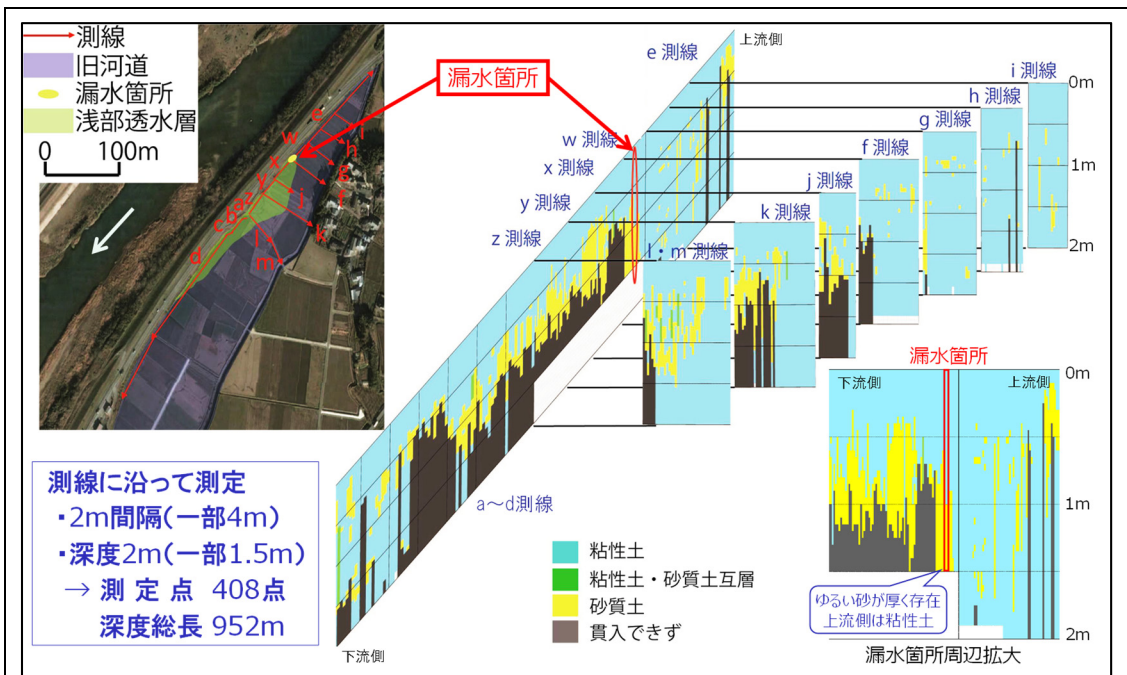 測線
旧河道
漏水箇所
浅部透水層
0 100m
e
w
x
y
az
b
c
d
l
m
i
h
g
f
j
k
漏水箇所
上流側
e 測線
w 測線
x 測線
y 測線
z 測線
a～d測線
下流側
i 測線
h 測線
g 測線
f 測線
j 測線
k 測線
l・m測線
0m
1m
2m
測線に沿って測定
・2m間隔(一部4m)
・深度2m(一部1.5m)
→ 測 定 点 408点
深度総長 952m
粘性土
粘性土・砂質土互層
砂質土
貫入できず
漏水箇所
下流側
上流側
0m
1m
2m
ゆるい砂が厚く存在
上流側は粘性土
漏水箇所周辺拡大